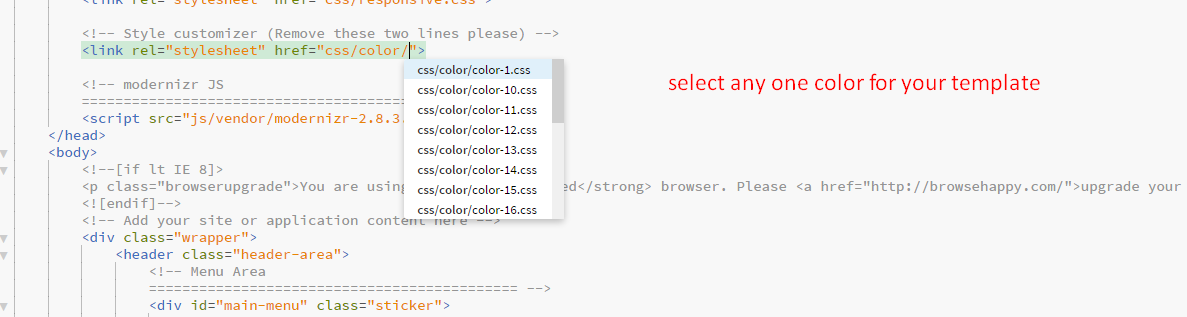 <link rel="stylesheet" href="css/responsive.css">
<!-- Style customizer (Remove these two lines please) -->
<link rel="stylesheet" href="css/color/">
css/color/color-1.css
css/color/color-10.css
css/color/color-11.css
css/color/color-12.css
css/color/color-13.css
css/color/color-14.css
css/color/color-15.css
css/color/color-16.css
select any one color for your template
<!-- modernizr JS
========================================
<script src="js/vendor/modernizr-2.8.3.
</head>
<body>
<!--[if lt IE 8]>
<p class="browserupgrade">You are using ed</strong> browser. Please <a href="http://browsehappy.com/">upgrade your
<![endif]-->
<!-- Add your site or application content here -->
<div class="wrapper">
<header class="header-area">
<!-- Menu Area
============================================ -->
<div id="main-menu" class="sticker">